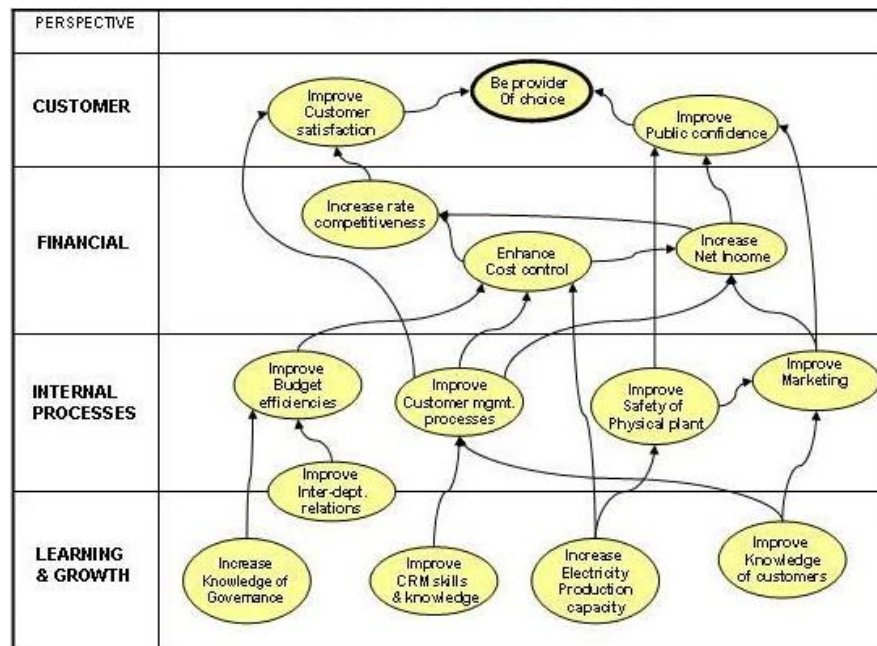 PERSPECTIVE
CUSTOMER
Improve
Customer
satisfaction
Be provider
Of choice
Improve
Public confidence
FINANCIAL
Increase rate
competitiveness
Enhance
Cost control
Increase
Net Income
INTERNAL
PROCESSES
Improve
Budget
efficiencies
Improve
Customer mgmt.
processes
Improve
Safety of
Physical plant
Improve
Marketing
Improve
Inter-dept.
relations
LEARNING
& GROWTH
Increase
Knowledge of
Governance
Improve
CRM skills
& knowledge
Increase
Electricity
Production
capacity
Improve
Knowledge
of customers